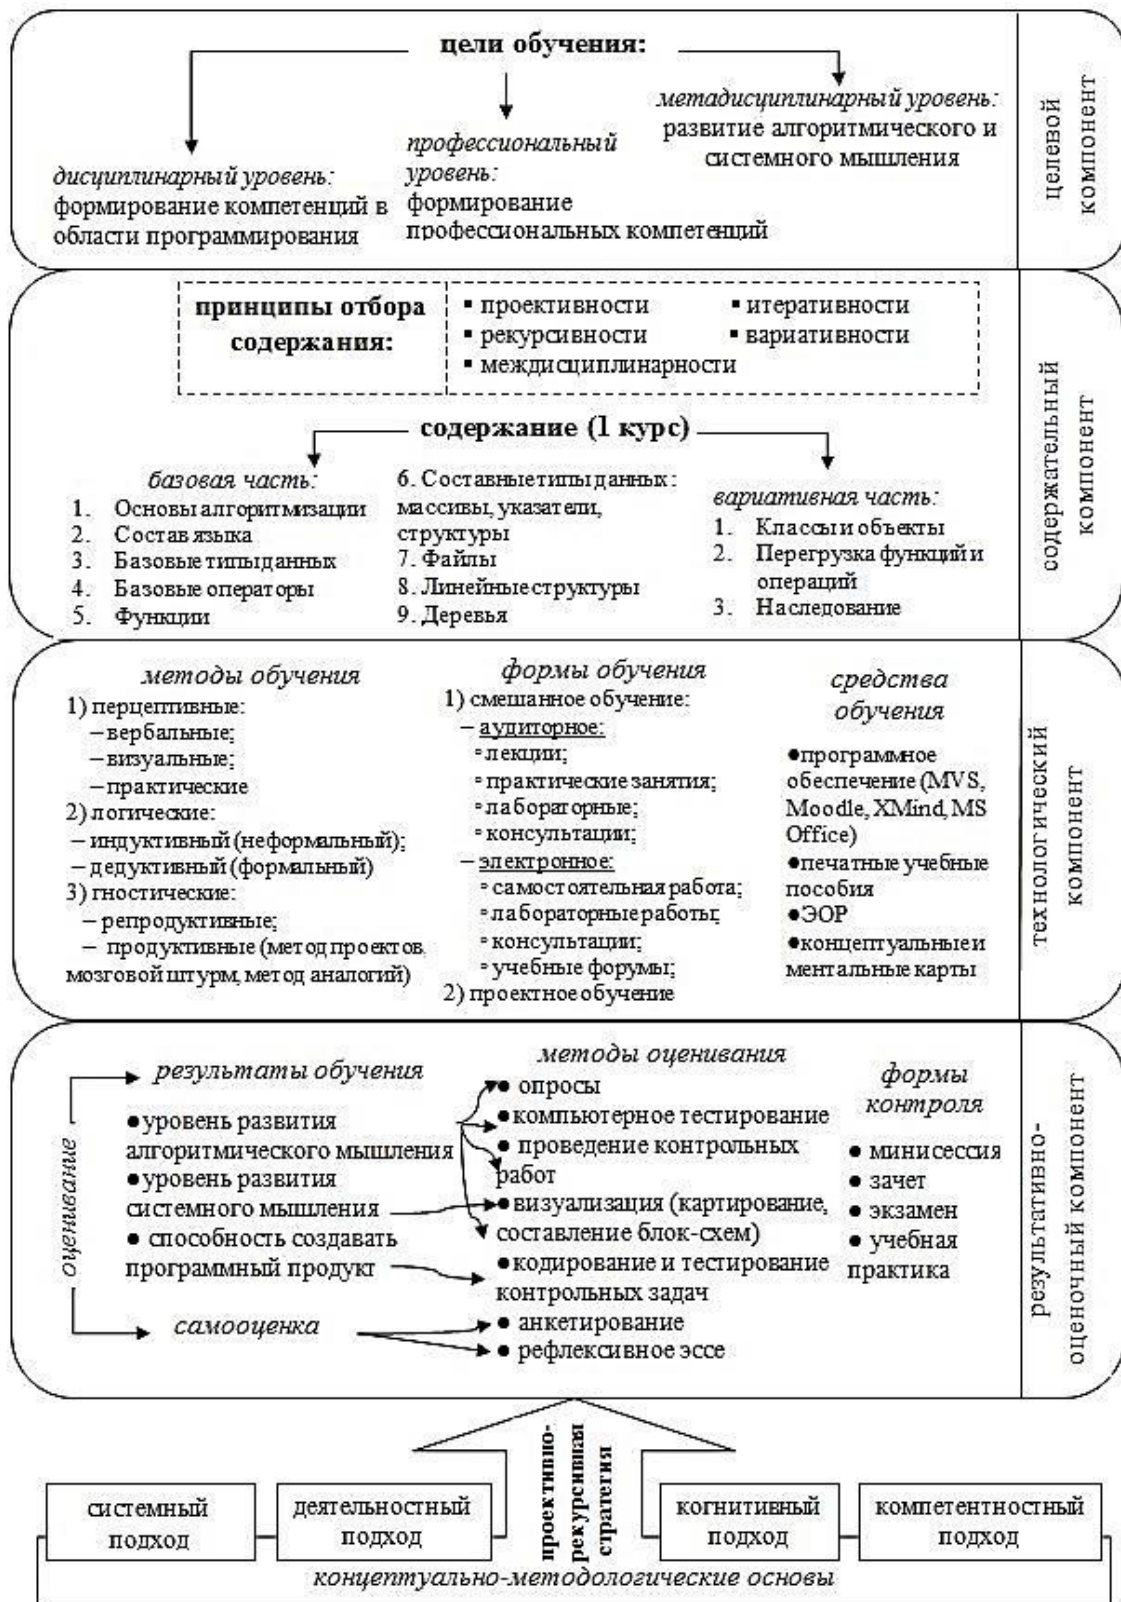 цели обучения:
метадисциплинарный уровень:
развитие алгоритмического и
системного мышления
профессиональный
уровень:
формирование
профессиональных компетенций
дисциплинарный уровень:
формирование компетенций в
области программирования
целевой
компонент
принципы отбора
содержания:
▪ проективности
▪ рекурсивности
▪ междисциплинарности
▪ итеративности
▪ вариативности
содержание (1 курс)
базовая часть:
1. Основы алгоритмизации
2. Состав языка
3. Базовые типы данных
4. Базовые операторы
5. Функции
6. Составные типы данных:
массивы, указатели,
структуры
7. Файлы
8. Линейные структуры
9. Деревья
вариативная часть:
1. Классы и объекты
2. Перегрузка функций и
операций
3. Наследование
содержательный
компонент
методы обучения
1) перцептивные:
– вербальные;
– визуальные;
– практические
2) логические:
– индуктивный (неформальный);
– дедуктивный (формальный)
3) гностические:
– репродуктивные;
– продуктивные (метод проектов,
мозговой штурм, метод аналогий)
формы обучения
1) смешанное обучение:
– аудиторное:
▫ лекции;
▫ практические занятия;
▫ лабораторные;
▫ консультации;
– электронное:
▫ самостоятельная работа;
▫ лабораторные работы;
▫ консультации;
▫ учебные форумы;
2) проектное обучение
средства
обучения
●программное
обеспечение (MVS,
Moodle, XMind, MS
Office)
●печатные учебные
пособия
●ЭОР
●концептуальные и
ментальные карты
технологический
компонент
оценивание
результаты обучения
● уровень развития
алгоритмического мышления
● уровень развития
системного мышления
● способность создавать
программный продукт
самооценка
методы оценивания
● опросы
● компьютерное тестирование
● проведение контрольных
работ
● визуализация (картирование,
составление блок-схем)
● кодирование и тестирование
контрольных задач
● анкетирование
● рефлексивное эссе
формы
контроля
● минисессия
● зачет
● экзамен
● учебная
практика
результативно-
оценочный компонент
проективно-
рекурсивная
стратегия
системный
подход
деятельностный
подход
когнитивный
подход
компетентностный
подход
концептуально-методологические основы